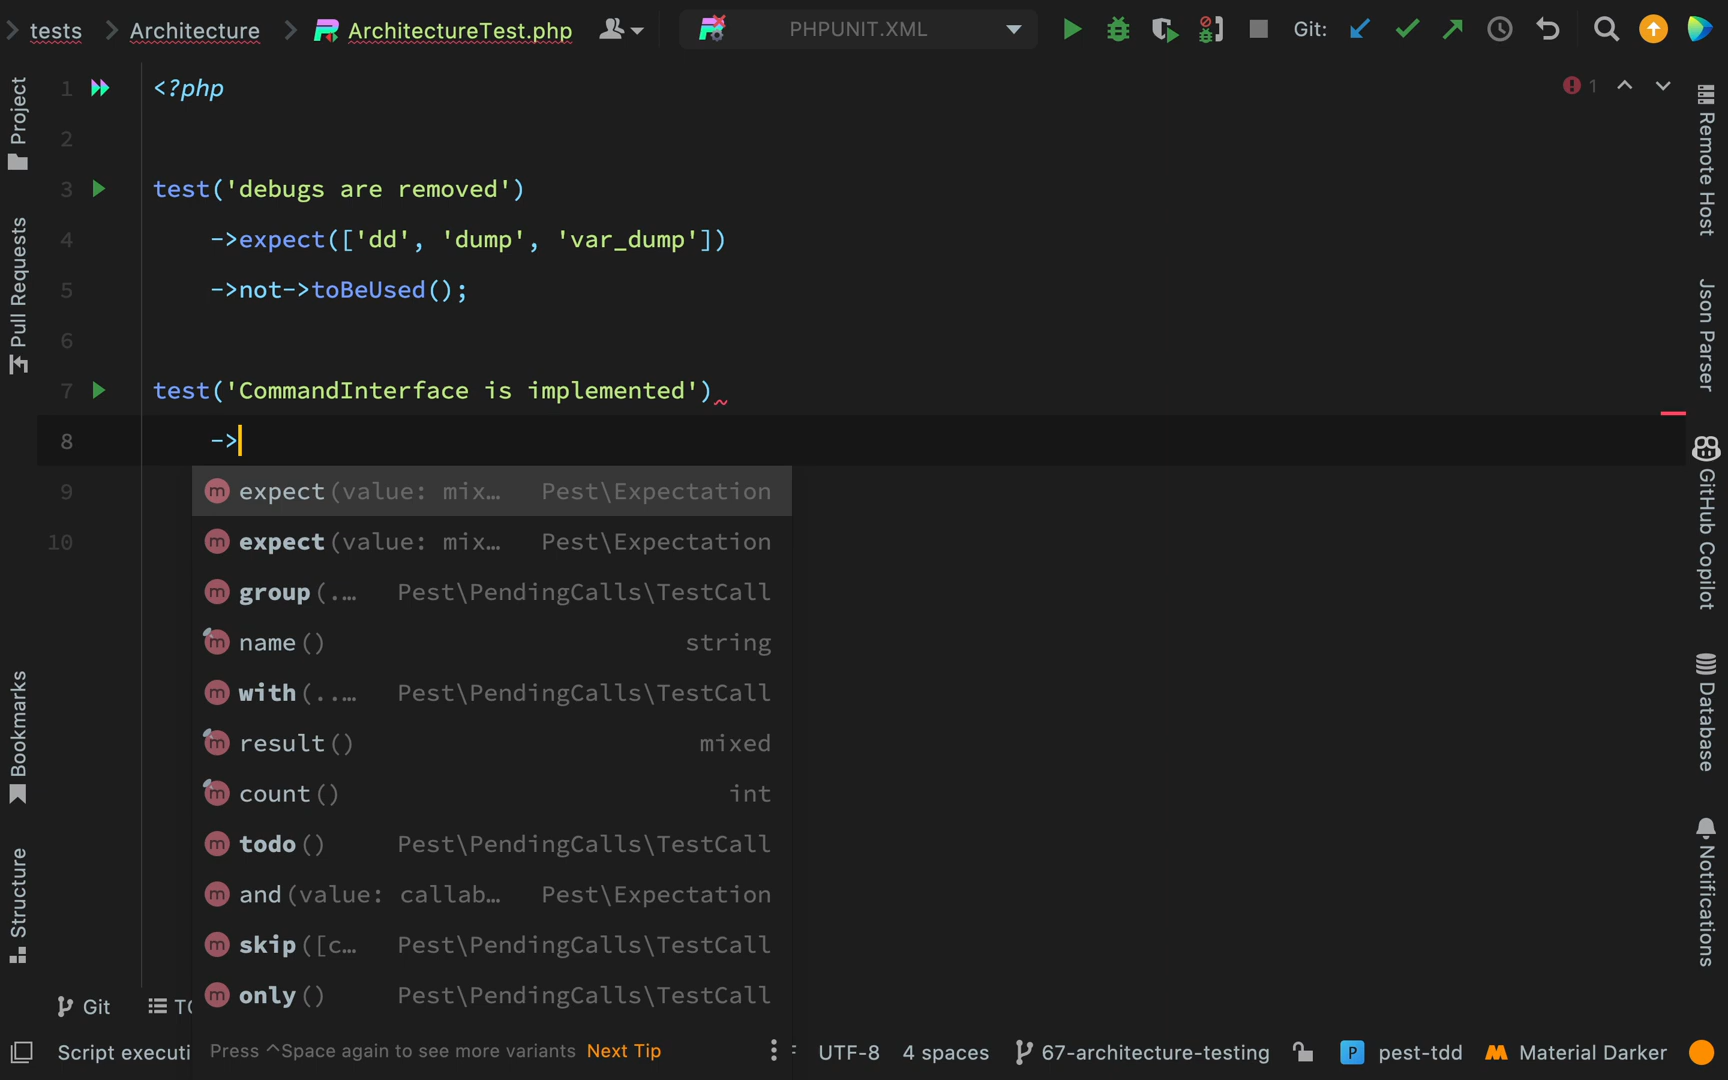 tests Architecture ArchitectureTest.php PHPUNIT.XML Git:
Project
Pull Requests
Bookmarks
Structure
1 <?php
2
3 test('debugs are removed')
4 ->expect(['dd', 'dump', 'var_dump'])
5 ->not->toBeUsed();
6
7 test('CommandInterface is implemented')
8 ->
9
10
1
expect(value: mix… Pest\Expectation
expect(value: mix… Pest\Expectation
group(.… Pest\PendingCalls\TestCall
name() string
with(..… Pest\PendingCalls\TestCall
result() mixed
count() int
todo() Pest\PendingCalls\TestCall
and(value: callab… Pest\Expectation
skip([c… Pest\PendingCalls\TestCall
only() Pest\PendingCalls\TestCall
Press ^Space again to see more variants Next Tip
Remote Host
Json Parser
GitHub Copilot
Database
Notifications
Git TO
Script executi UTF-8 4 spaces 67-architecture-testing P pest-tdd Material Darker